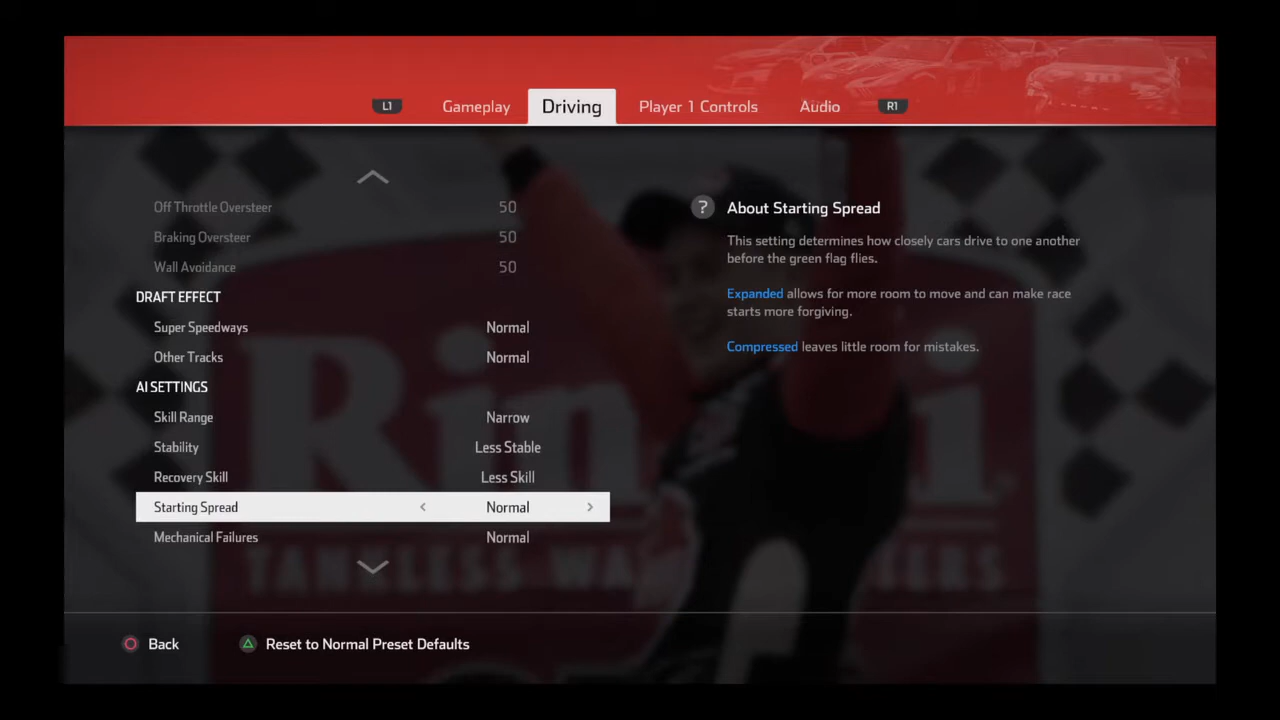 L1 Gameplay Driving Player 1 Controls Audio R1
Off Throttle Oversteer 50
Braking Oversteer 50
Wall Avoidance 50
DRAFT EFFECT
Super Speedways Normal
Other Tracks Normal
AI SETTINGS
Skill Range Narrow
Stability Less Stable
Recovery Skill Less Skill
Starting Spread < Normal >
Mechanical Failures Normal
? About Starting Spread
This setting determines how closely cars drive to one another
before the green flag flies.
Expanded allows for more room to move and can make race
starts more forgiving.
Compressed leaves little room for mistakes.
Back Reset to Normal Preset Defaults